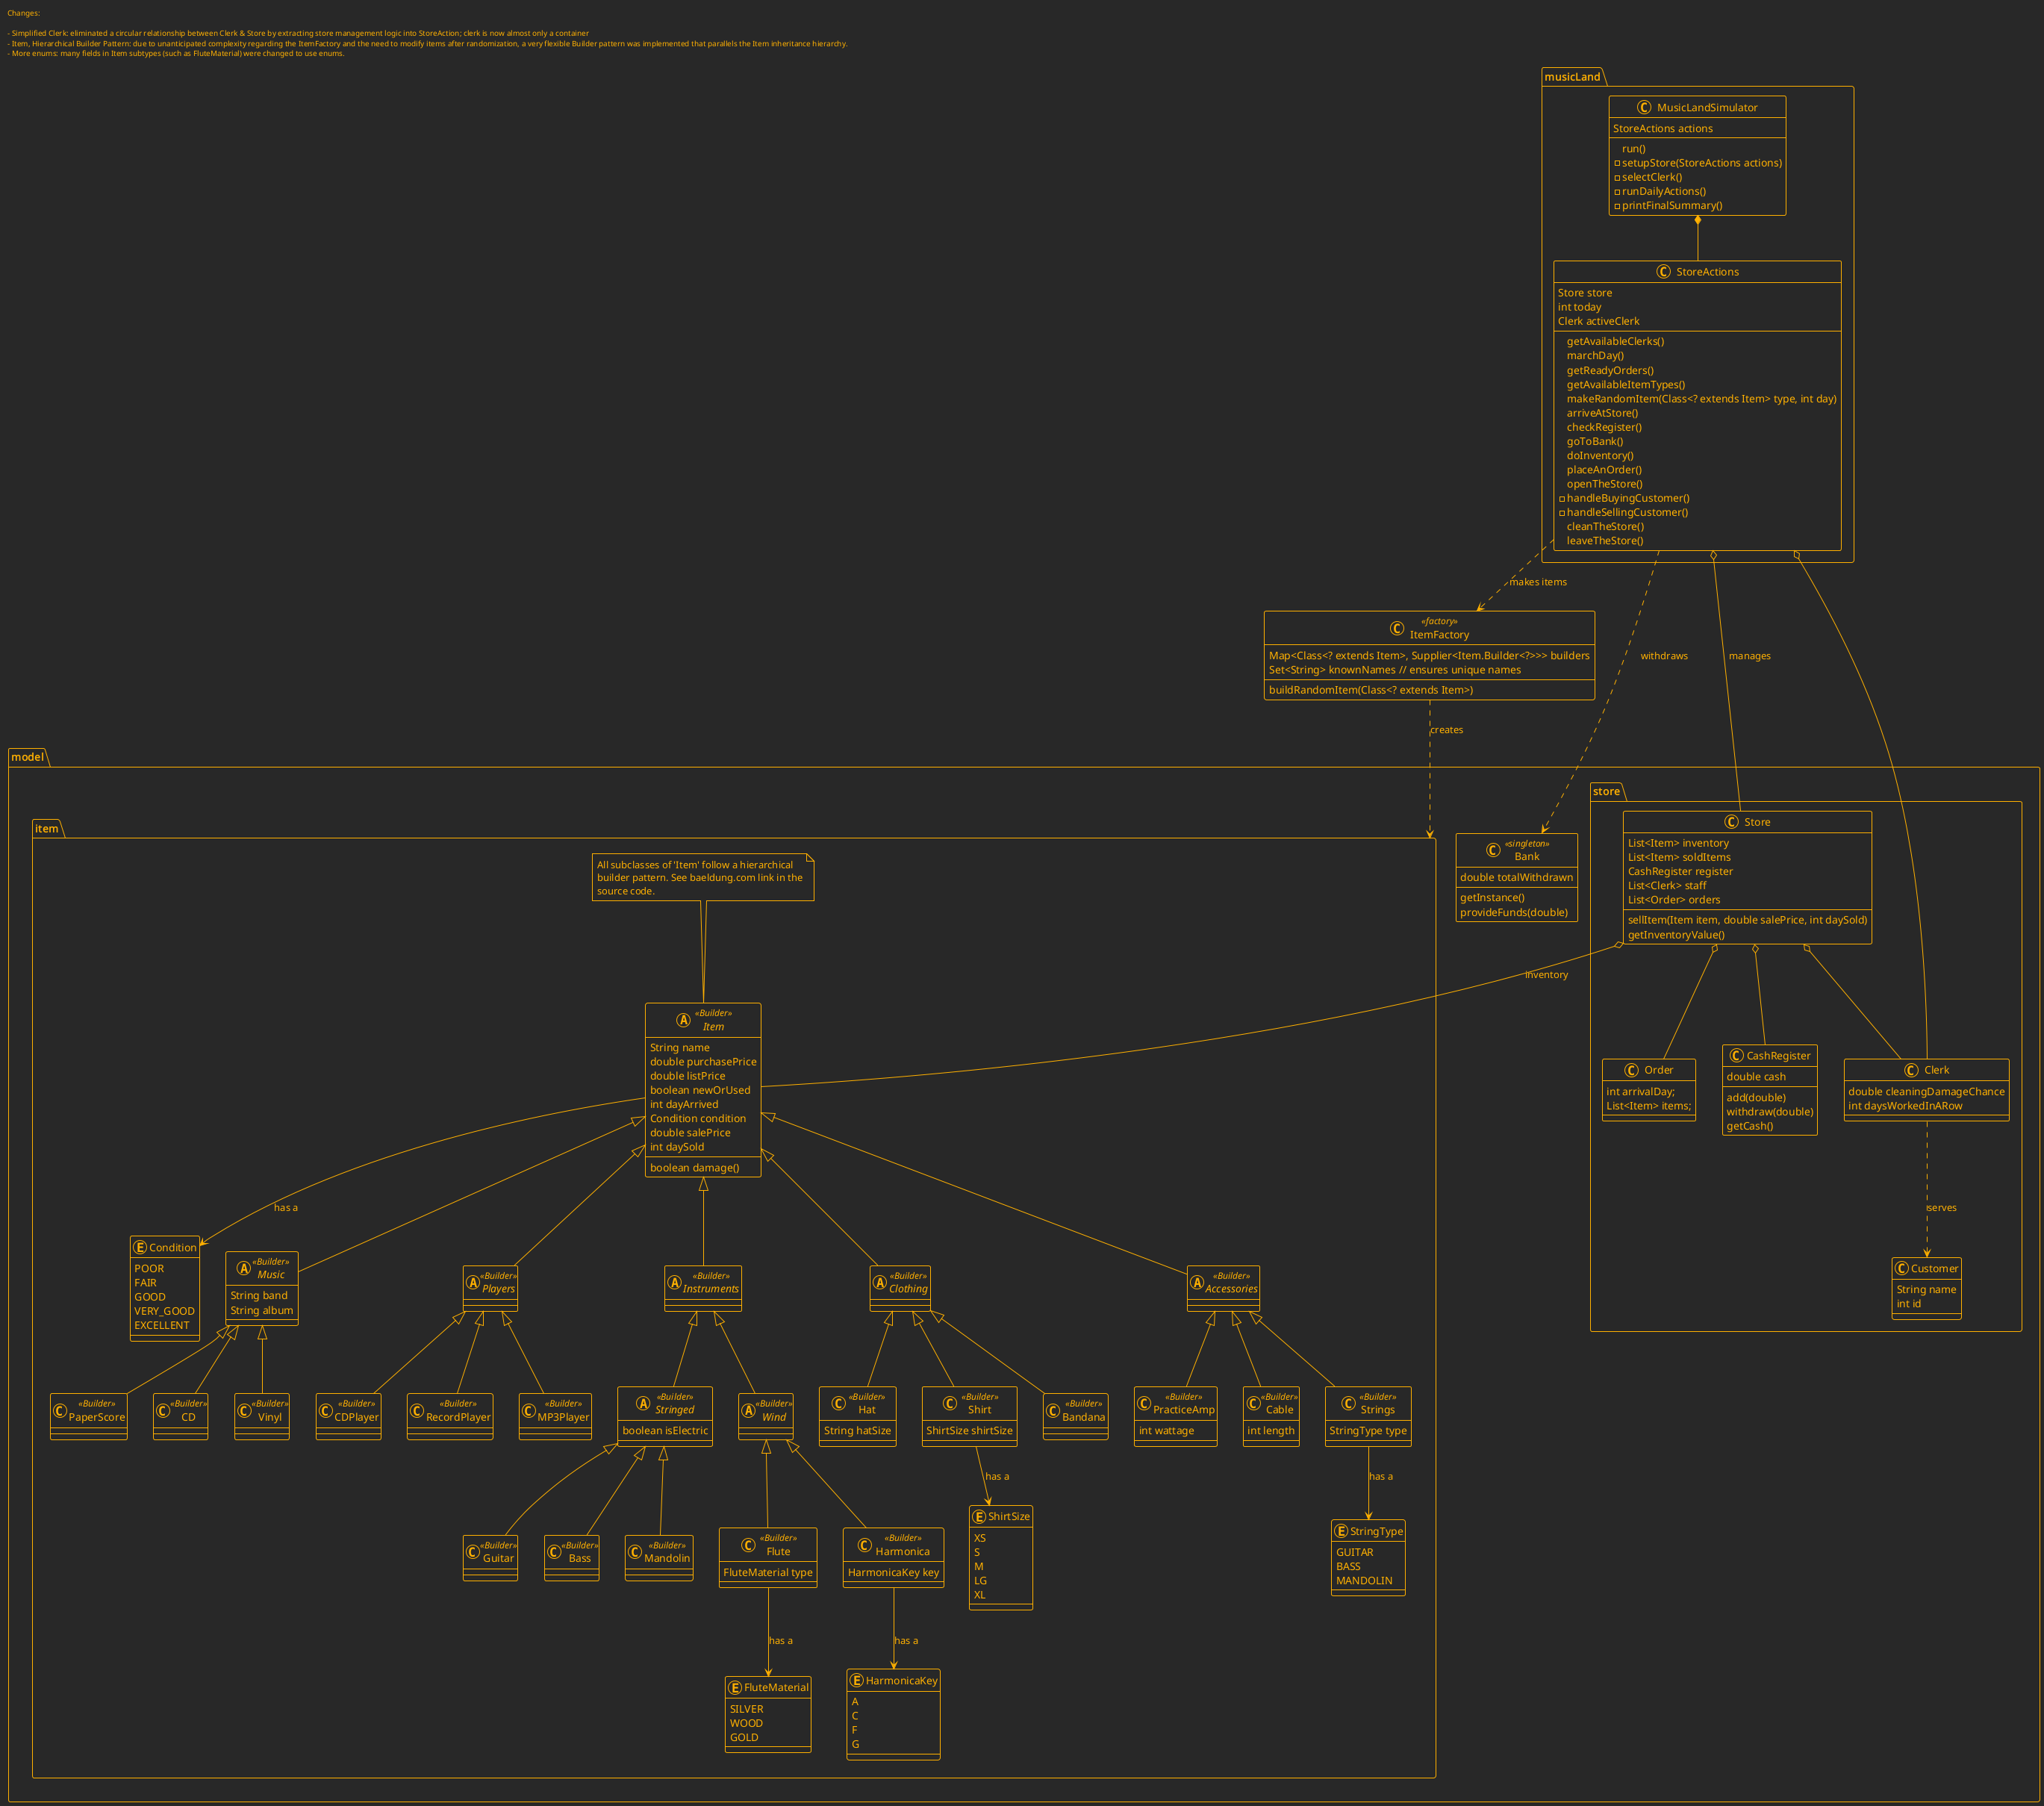 Changes:
- Simplified Clerk: eliminated a circular relationship between Clerk & Store by extracting store management logic into StoreAction; clerk is now almost only a container
- Item, Hierarchical Builder Pattern: due to unanticipated complexity regarding the ItemFactory and the need to modify items after randomization, a very flexible Builder pattern was implemented that parallels the Item inheritance hierarchy.
- More enums: many fields in Item subtypes (such as FluteMaterial) were changed to use enums.
musicLand
C MusicLandSimulator
StoreActions actions
run()
setupStore(StoreActions actions)
selectClerk()
runDailyActions()
printFinalSummary()
C StoreActions
Store store
int today
Clerk activeClerk
getAvailableClerks()
marchDay()
getReadyOrders()
getAvailableItemTypes()
makeRandomItem(Class<? extends Item> type, int day)
arriveAtStore()
checkRegister()
goToBank()
doInventory()
placeAnOrder()
openTheStore()
handleBuyingCustomer()
handleSellingCustomer()
cleanTheStore()
leaveTheStore()
makes items
«factory»
C ItemFactory
Map<Class<? extends Item>, Supplier<Item.Builder<?>>> builders
Set<String> knownNames // ensures unique names
buildRandomItem(Class<? extends Item>)
withdraws
manages
creates
model
store
C Store
List<Item> inventory
List<Item> soldItems
CashRegister register
List<Clerk> staff
List<Order> orders
sellItem(Item item, double salePrice, int daySold)
getInventoryValue()
item
All subclasses of 'Item' follow a hierarchical
builder pattern. See baeldung.com link in the
source code.
«singleton»
C Bank
double totalWithdrawn
getInstance()
provideFunds(double)
inventory
«Builder»
A Item
String name
double purchasePrice
double listPrice
boolean newOrUsed
int dayArrived
Condition condition
double salePrice
int daySold
boolean damage()
C Order
int arrivalDay;
List<Item> items;
C CashRegister
double cash
add(double)
withdraw(double)
getCash()
C Clerk
double cleaningDamageChance
int daysWorkedInARow
has a
serves
E Condition
POOR
FAIR
GOOD
VERY_GOOD
EXCELLENT
«Builder»
A Music
String band
String album
«Builder»
A Players
«Builder»
A Instruments
«Builder»
A Clothing
«Builder»
A Accessories
C Customer
String name
int id
«Builder»
C PaperScore
«Builder»
C CD
«Builder»
C Vinyl
«Builder»
C CDPlayer
«Builder»
C RecordPlayer
«Builder»
C MP3Player
«Builder»
A Stringed
boolean isElectric
«Builder»
A Wind
«Builder»
C Hat
String hatSize
«Builder»
C Shirt
ShirtSize shirtSize
«Builder»
C Bandana
«Builder»
C PracticeAmp
int wattage
«Builder»
C Cable
int length
«Builder»
C Strings
StringType type
has a
has a
«Builder»
C Guitar
«Builder»
C Bass
«Builder»
C Mandolin
«Builder»
C Flute
FluteMaterial type
«Builder»
C Harmonica
HarmonicaKey key
E ShirtSize
XS
S
M
LG
XL
E StringType
GUITAR
BASS
MANDOLIN
has a
has a
E FluteMaterial
SILVER
WOOD
GOLD
E HarmonicaKey
A
C
F
G